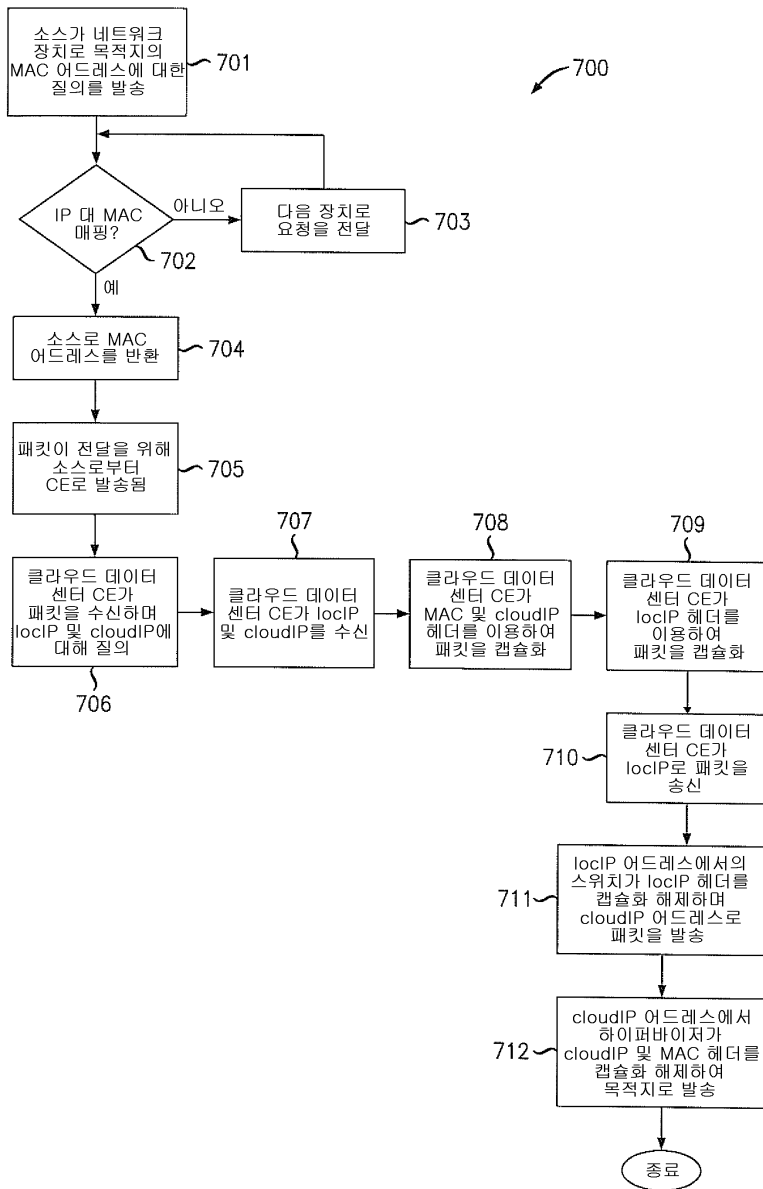 소스가 네트워크
장치로 목적지의
MAC 어드레스에 대한
질의를 발송
701
700
IP 대 MAC
매핑?
702
아니오
다음 장치로
요청을 전달
703
예
소스로 MAC
어드레스를 반환
704
패킷이 전달을 위해
소스로부터
CE로 발송됨
705
클라우드 데이터
센터 CE가
패킷을 수신하며
locIP 및 cloudIP에
대해 질의
706
707
클라우드 데이터
센터 CE가 locIP
및 cloudIP를 수신
708
클라우드 데이터
센터 CE가
MAC 및 cloudIP
헤더를 이용하여
패킷을 캡슐화
709
클라우드 데이터
센터 CE가
locIP 헤더를
이용하여
패킷을 캡슐화
710
클라우드 데이터
센터 CE가
locIP로 패킷을
송신
711
locIP 어드레스에서의
스위치가 locIP 헤더를
캡슐화 해제하며
cloudIP 어드레스로
패킷을 발송
712
cloudIP 어드레스에서
하이퍼바이저가
cloudIP 및 MAC 헤더를
캡슐화 해제하여
목적지로 발송
종료